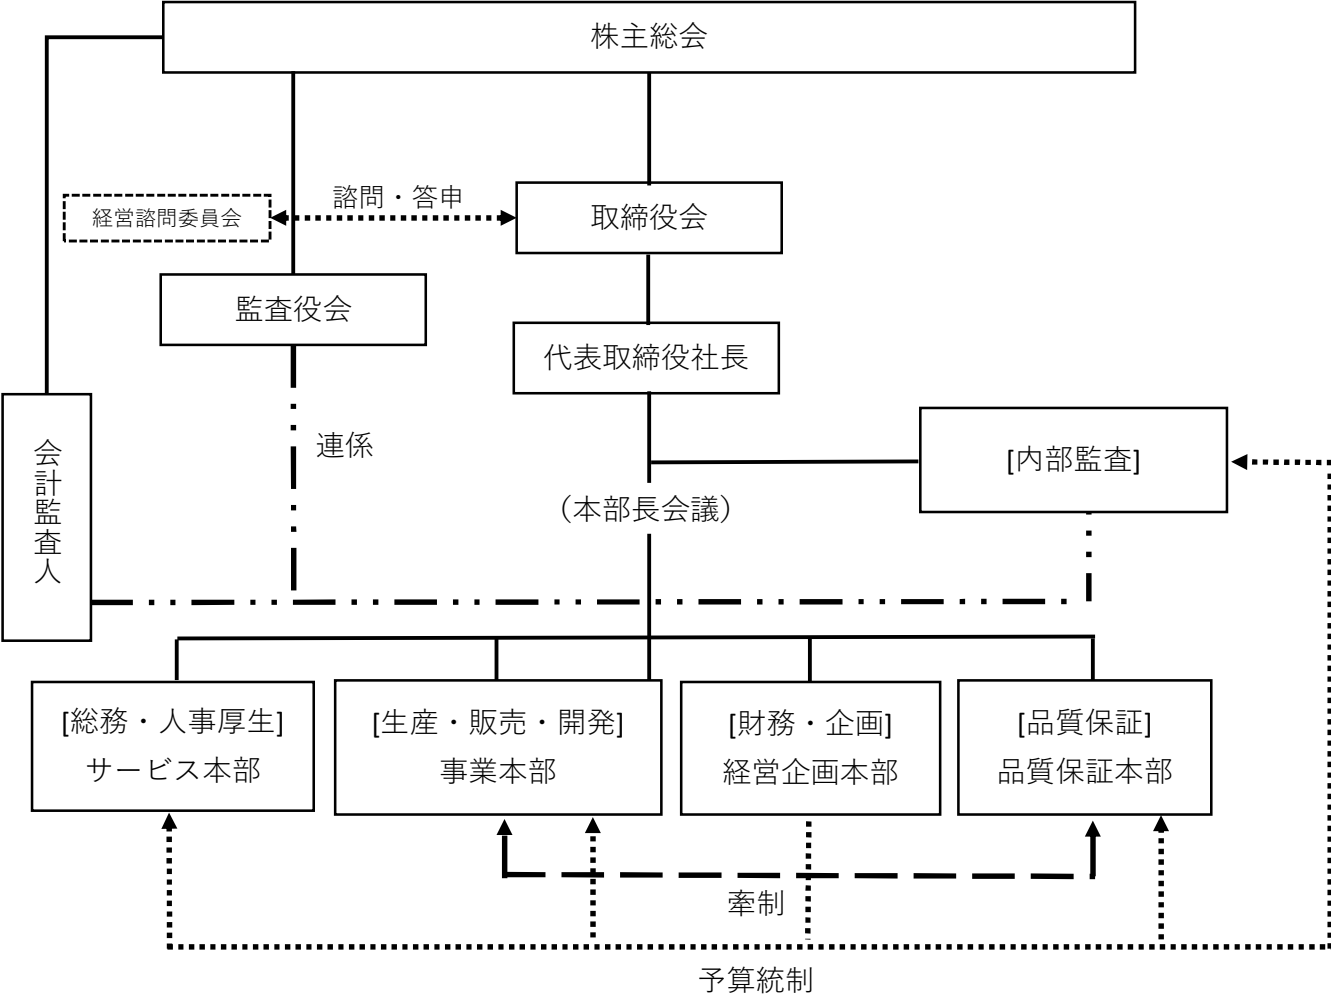 株主総会
諮問・答申
経営諮問委員会
取締役会
監査役会
代表取締役社長
連係
会計監査人
[内部監査]
（本部長会議）
[総務・人事厚生]
サービス本部
[生産・販売・開発]
事業本部
[財務・企画]
経営企画本部
[品質保証]
品質保証本部
牽制
予算統制